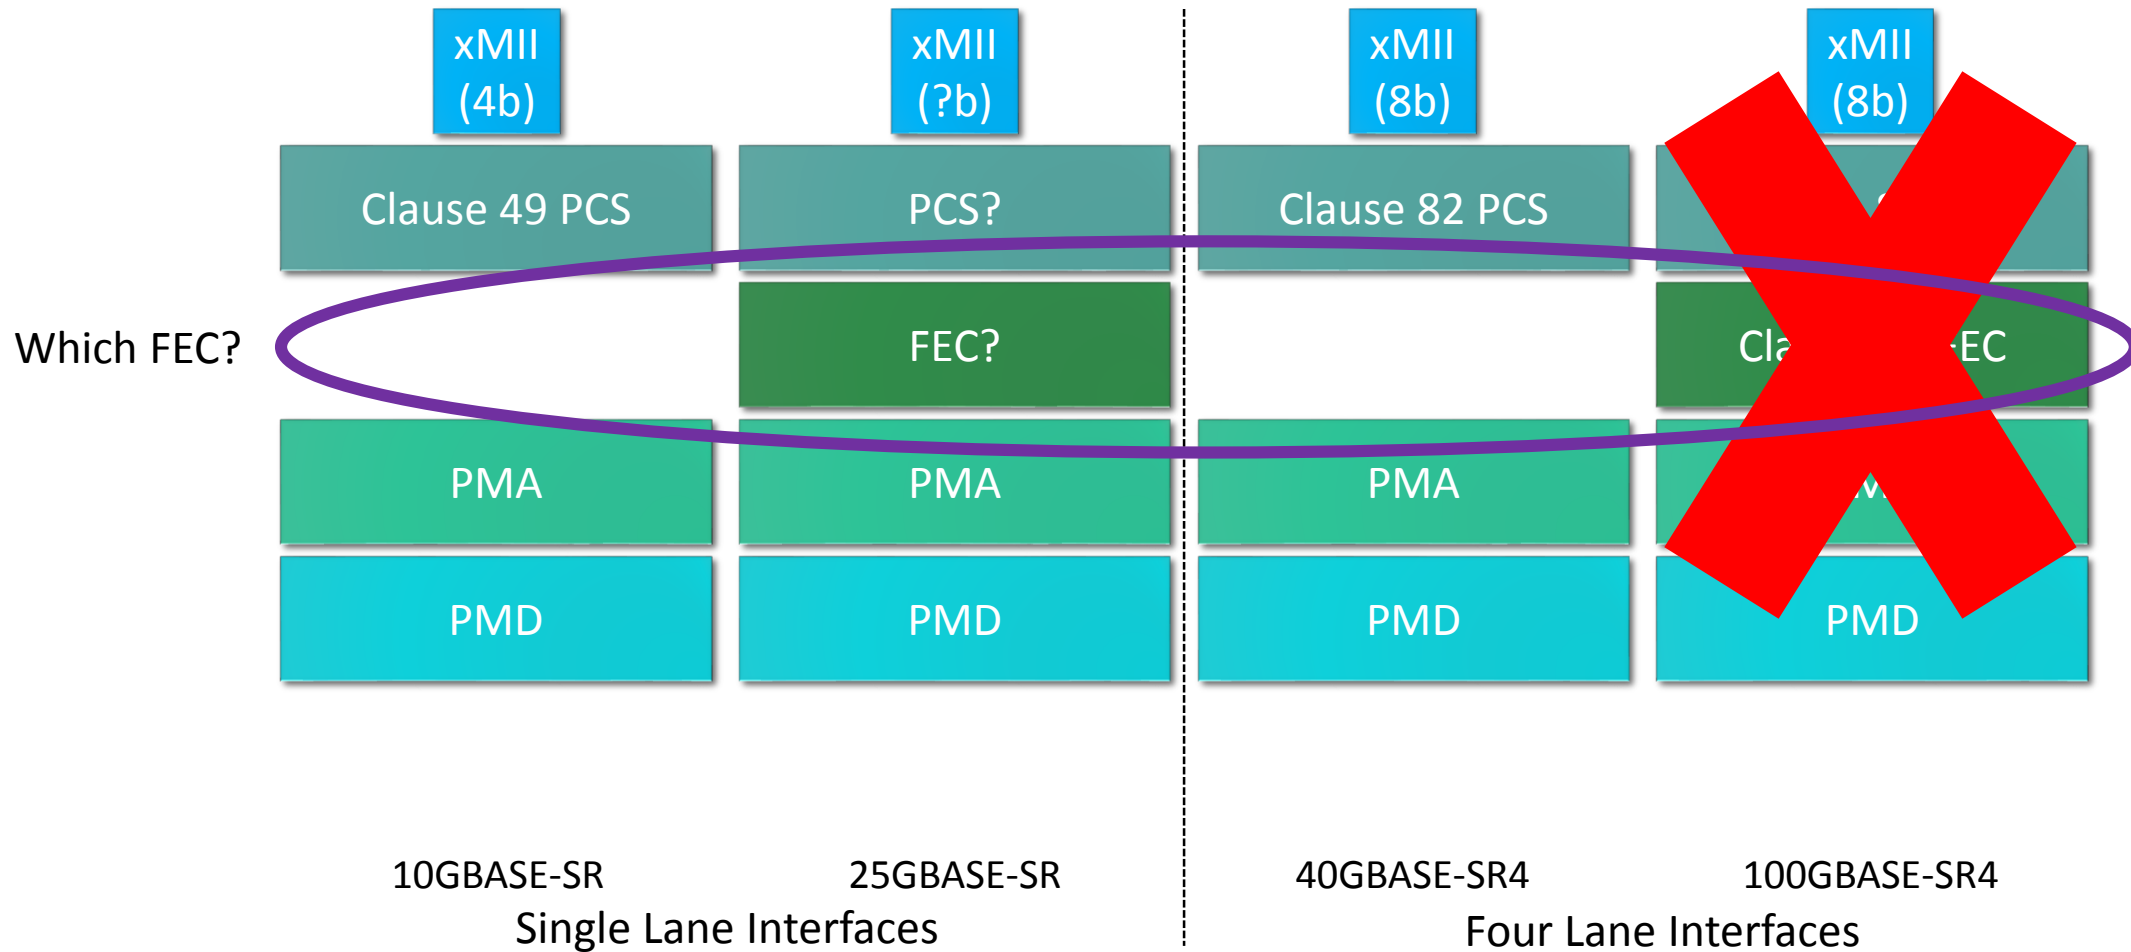 xMII
(4b)
xMII
(?b)
xMII
(8b)
xMII
(8b)
Clause 49 PCS
PCS?
Clause 82 PCS
Which FEC?
FEC?
PMA
PMA
PMA
PMD
PMD
PMD
PMD
10GBASE-SR
25GBASE-SR
40GBASE-SR4
100GBASE-SR4
Single Lane Interfaces
Four Lane Interfaces